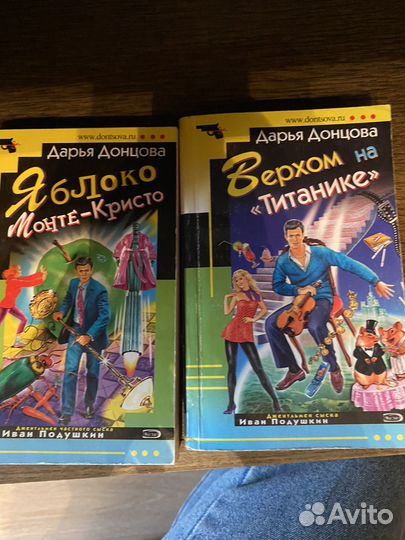 www.dontsova.ru
Дарья Донцова
Яблоко
Монте-Кристо
Джентльмен частного сыска
Иван Подушкин
www.dontsova.ru
Дарья Донцова
Верхом на
«Титанике»
Джентльмен сыска
Иван Подушкин
Avito